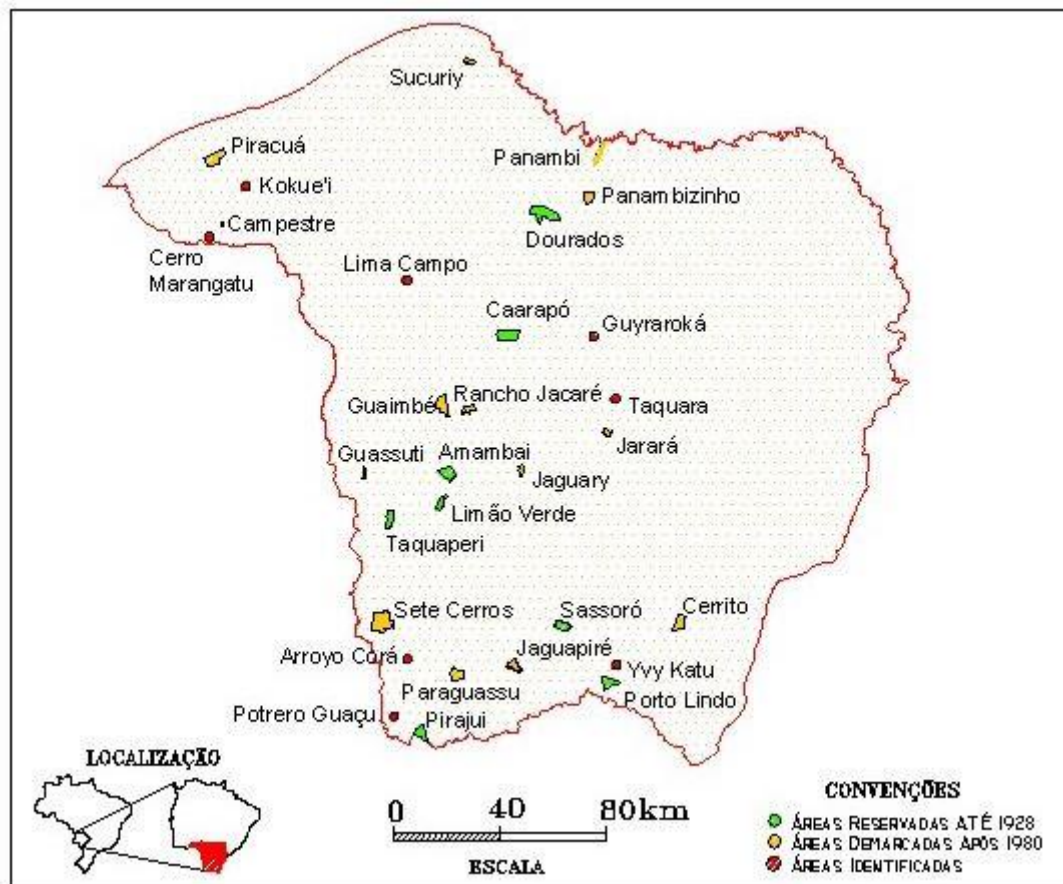 Sucuriy
Piracuá
Panambi
Kokue'i
Panambizinho
Campestre
Dourados
Cerro
Marangatu
Lima Campo
Caarapó
Guyraroká
Guaimbé
Rancho Jacaré
Taquara
Jarará
Guassuti
Amambai
Jaguary
Limão Verde
Taquaperi
Sete Cerros
Sassoró
Cerrito
Arroyo Corá
Jaguapiré
Yvy Katu
Paraguassu
Porto Lindo
Potrero Guaçu
Pirajui
LOCALIZAÇÃO
0 40 80km
ESCALA
CONVENÇÕES
ÁREAS RESERVADAS ATÉ 1928
ÁREAS DEMARCADAS APÓS 1980
ÁREAS IDENTIFICADAS